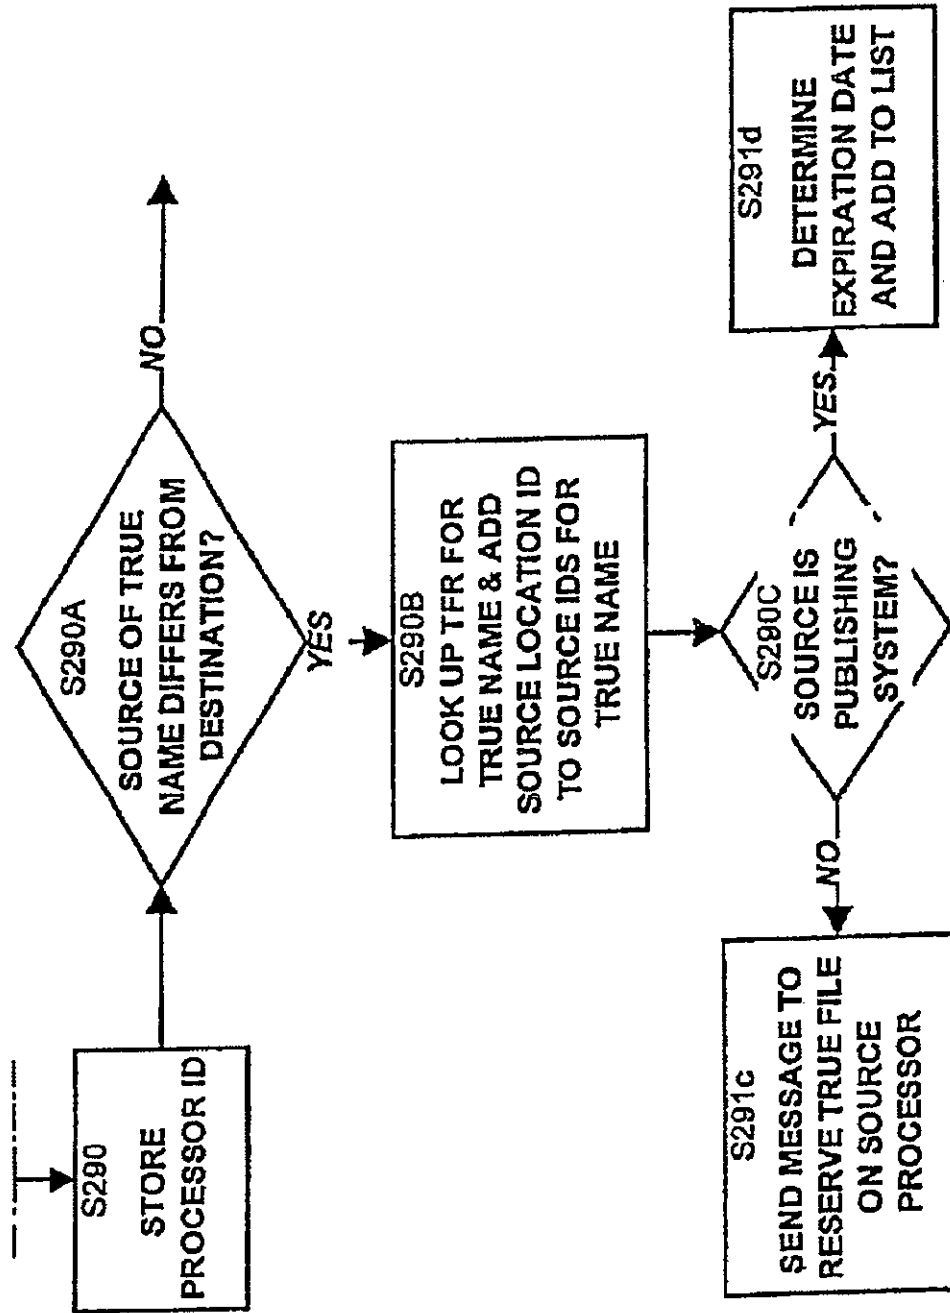 S290
STORE
PROCESSOR ID
S290A
SOURCE OF TRUE
NAME DIFFERS FROM
DESTINATION?
NO
YES
S290B
LOOK UP TFR FOR
TRUE NAME & ADD
SOURCE LOCATION ID
TO SOURCE IDS FOR
TRUE NAME
S290C
SOURCE IS
PUBLISHING
SYSTEM?
NO
YES
S291c
SEND MESSAGE TO
RESERVE TRUE FILE
ON SOURCE
PROCESSOR
S291d
DETERMINE
EXPIRATION DATE
AND ADD TO LIST